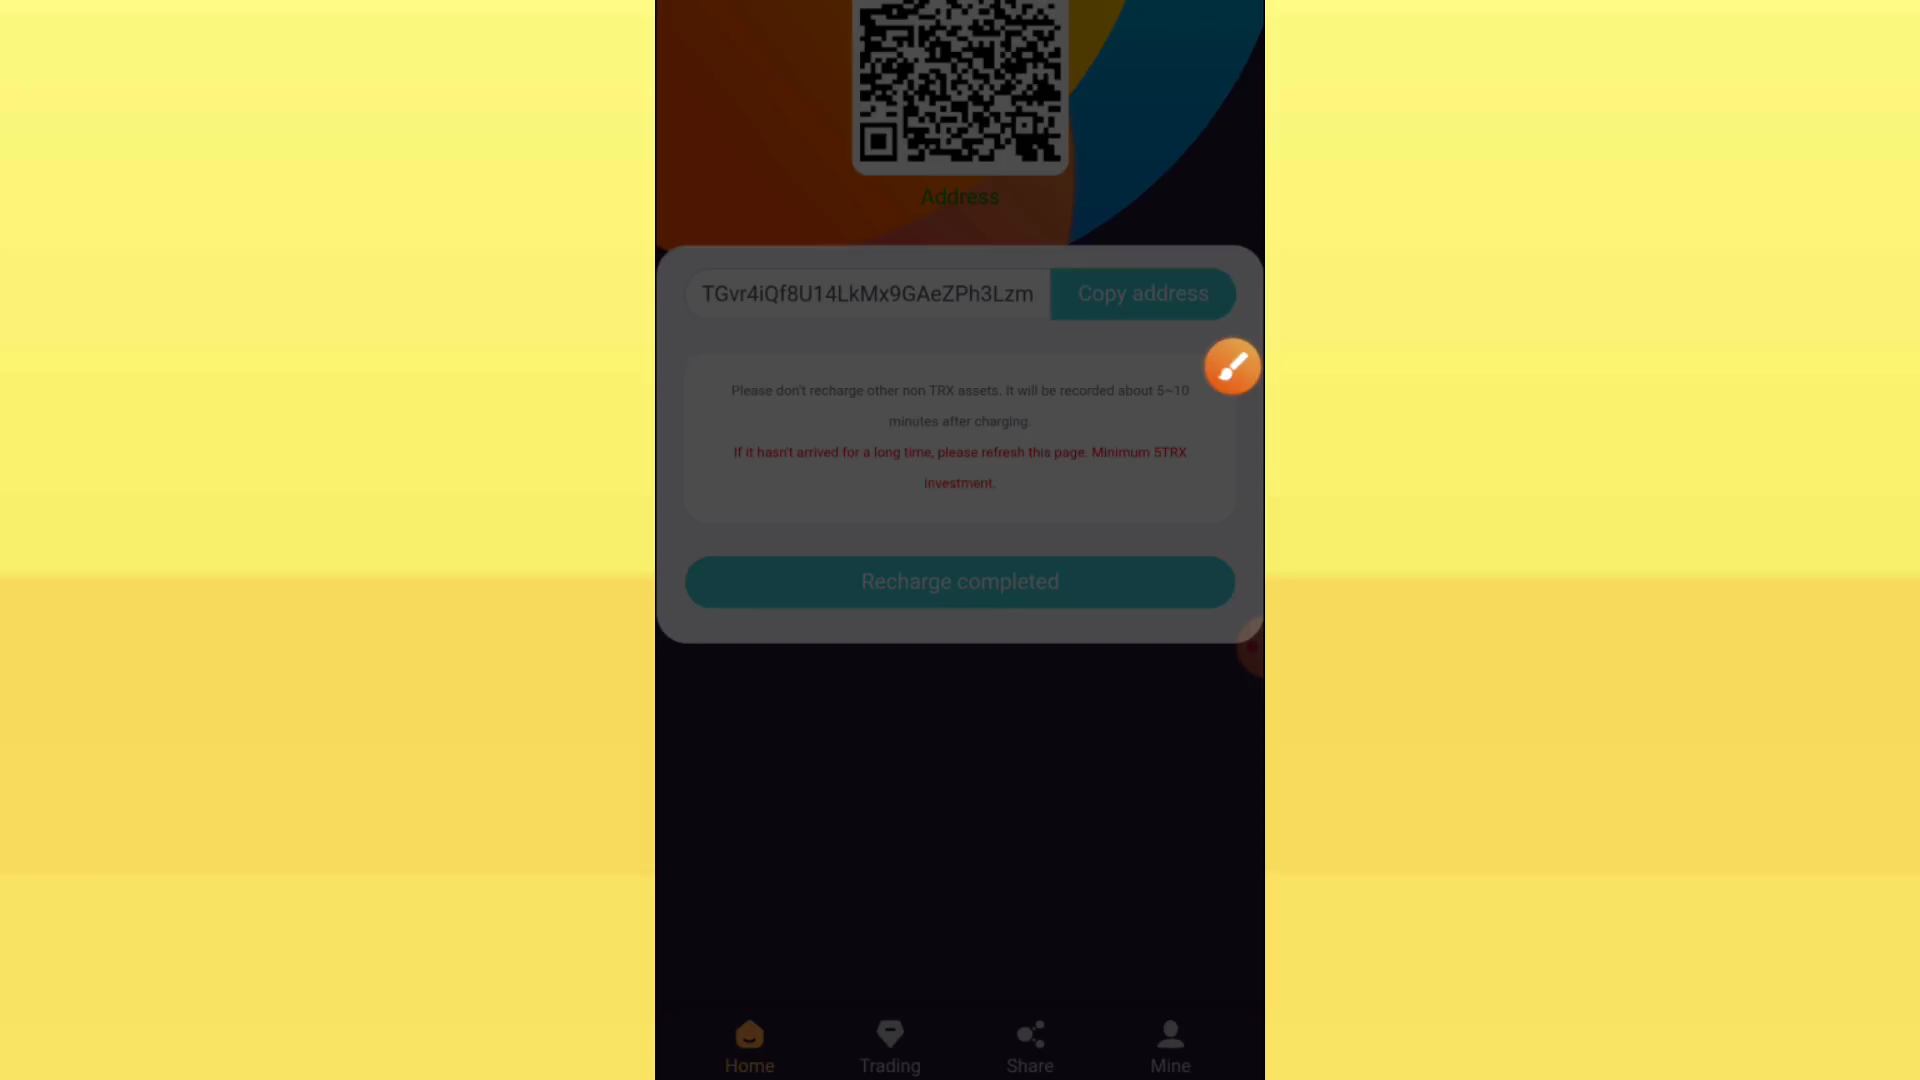 Address
TGvr4iQf8U14LkMx9GAeZPh3Lzm
Copy address
Please don't recharge other non TRX assets. It will be recorded about 5~10
minutes after charging.
If it hasn't arrived for a long time, please refresh this page. Minimum 5TRX
investment.
Recharge completed
Home
Trading
Share
Mine